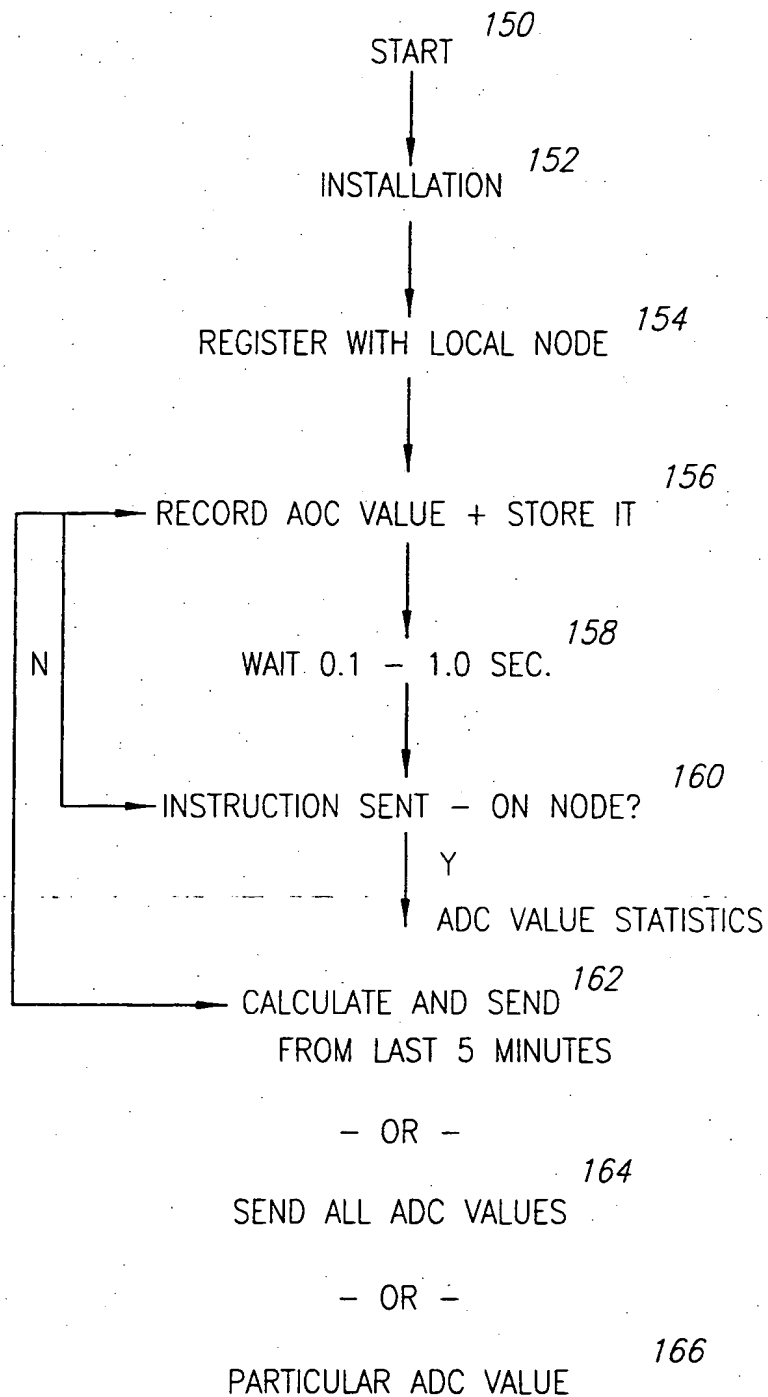 150
START
152
INSTALLATION
154
REGISTER WITH LOCAL NODE
156
RECORD AOC VALUE + STORE IT
158
N
WAIT 0.1 - 1.0 SEC.
160
INSTRUCTION SENT - ON NODE?
Y
ADC VALUE STATISTICS
162
CALCULATE AND SEND
FROM LAST 5 MINUTES
- OR -
164
SEND ALL ADC VALUES
- OR -
166
PARTICULAR ADC VALUE